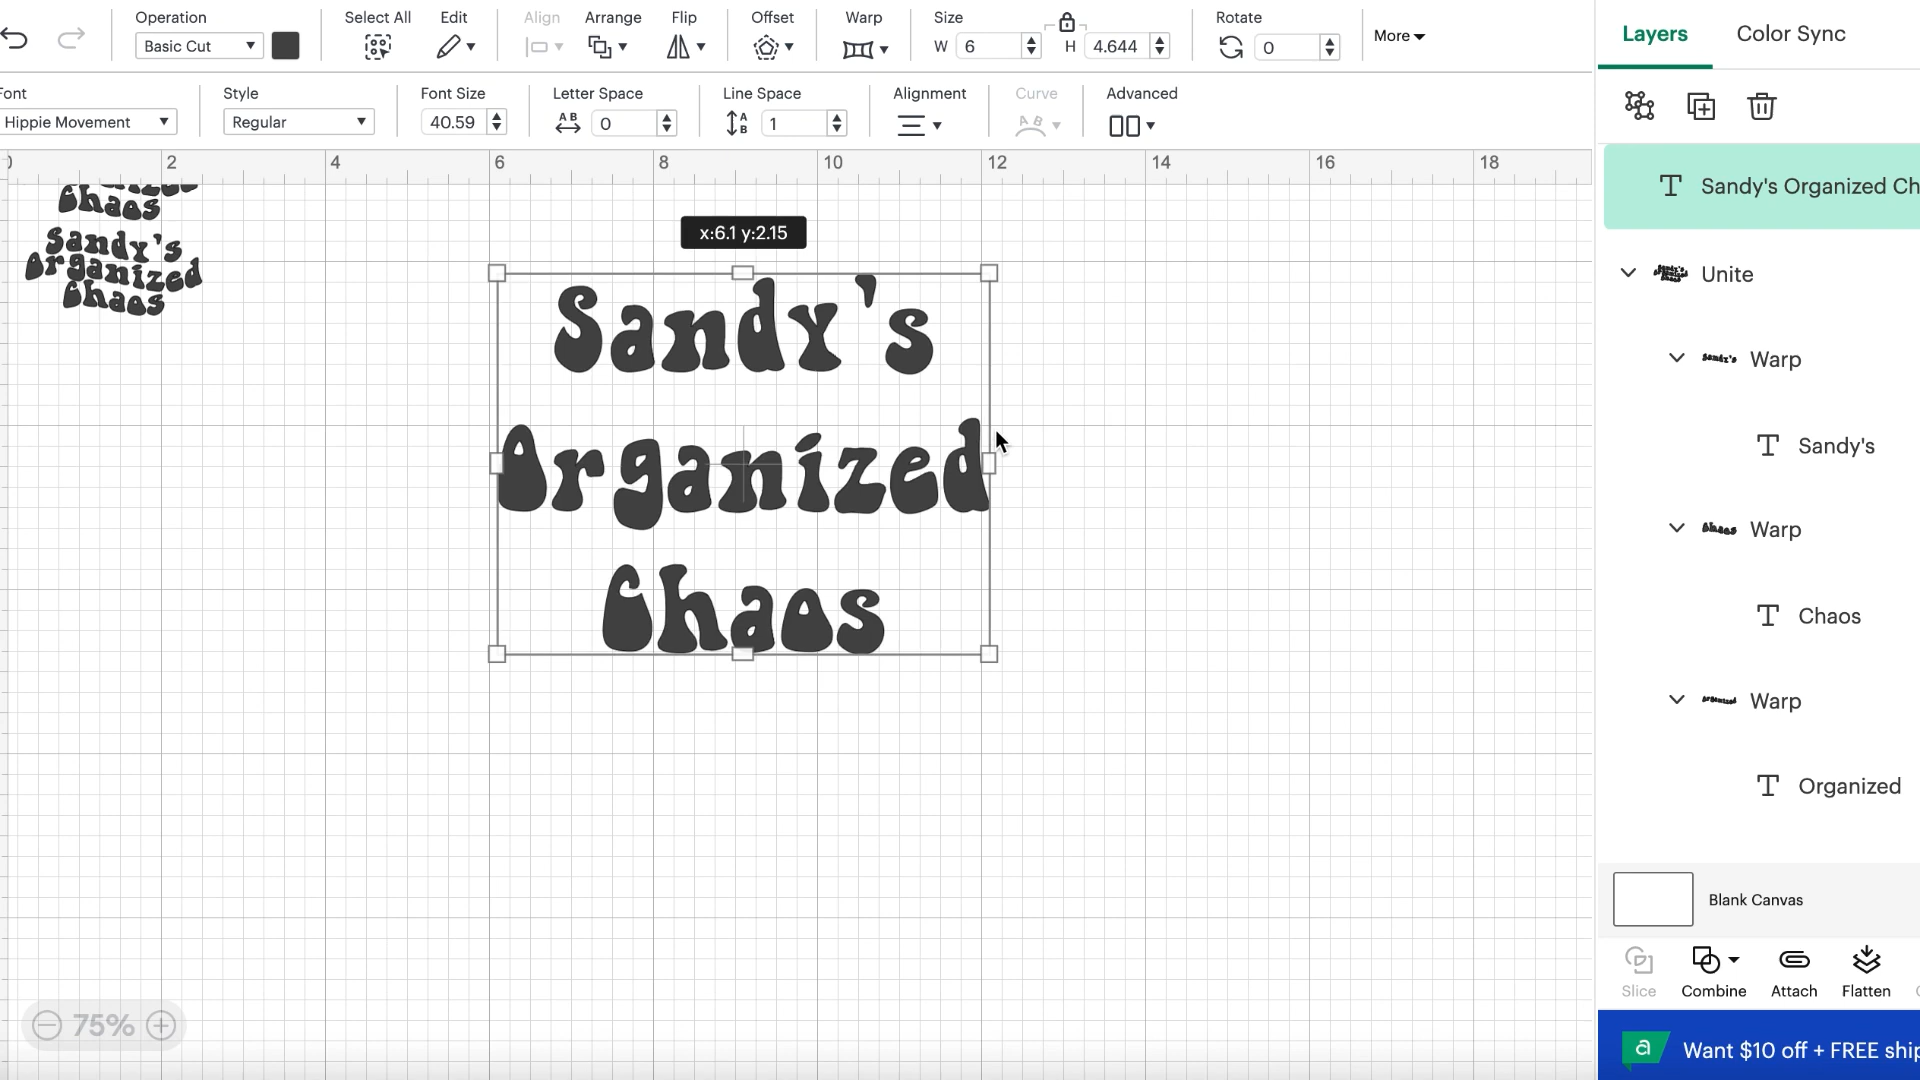 Operation
Select All
Edit
Align
Arrange
Flip
Offset
Warp
Size
Rotate
Basic Cut
W 6
H 4.644
0
More
Font
Style
Font Size
Letter Space
Line Space
Alignment
Curve
Advanced
Hippie Movement
Regular
40.59
A B
0
A
B
1
A B
0 2 4 6 8 10 12 14 16 18
Chaos
Sandy's
Organized
Chaos
x:6.1 y:2.15
Sandy's
Organized
Chaos
75%
Layers
Color Sync
Sandy's Organized Ch
Unite
Warp
Sandy's
Warp
Chaos
Warp
Organized
Blank Canvas
Slice
Combine
Attach
Flatten
a
Want $10 off + FREE ship